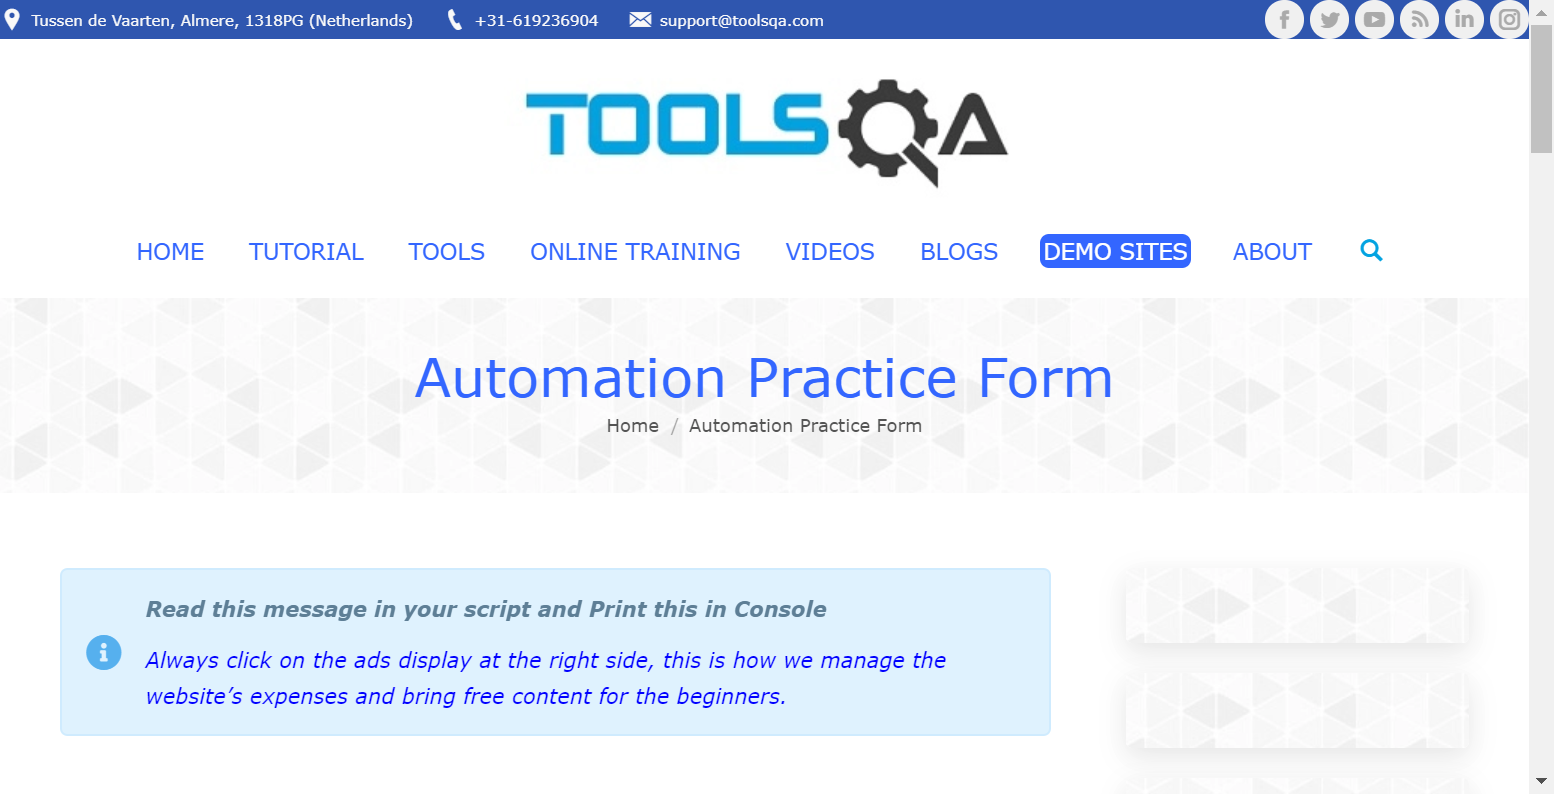 Tussen de Vaarten, Almere, 1318PG (Netherlands) +31-619236904 support@toolsqa.com
TOOLSQA
HOME TUTORIAL TOOLS ONLINE TRAINING VIDEOS BLOGS DEMO SITES ABOUT
Automation Practice Form
Home / Automation Practice Form
Read this message in your script and Print this in Console
Always click on the ads display at the right side, this is how we manage the
website’s expenses and bring free content for the beginners.